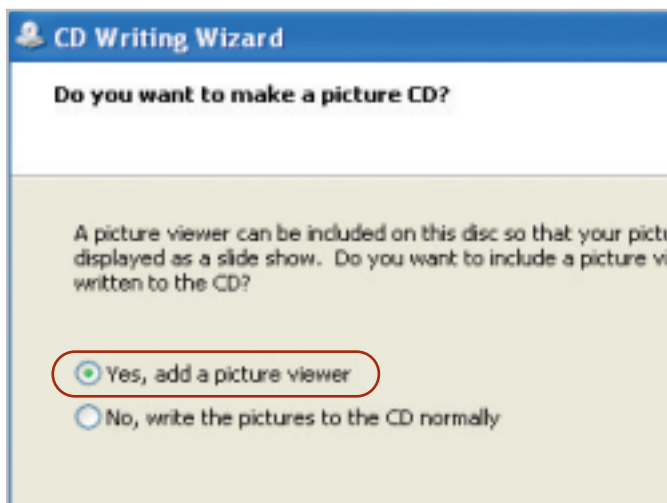 CD Writing Wizard
Do you want to make a picture CD?
A picture viewer can be included on this disc so that your pictu
displayed as a slide show. Do you want to include a picture vi
written to the CD?
Yes, add a picture viewer
No, write the pictures to the CD normally